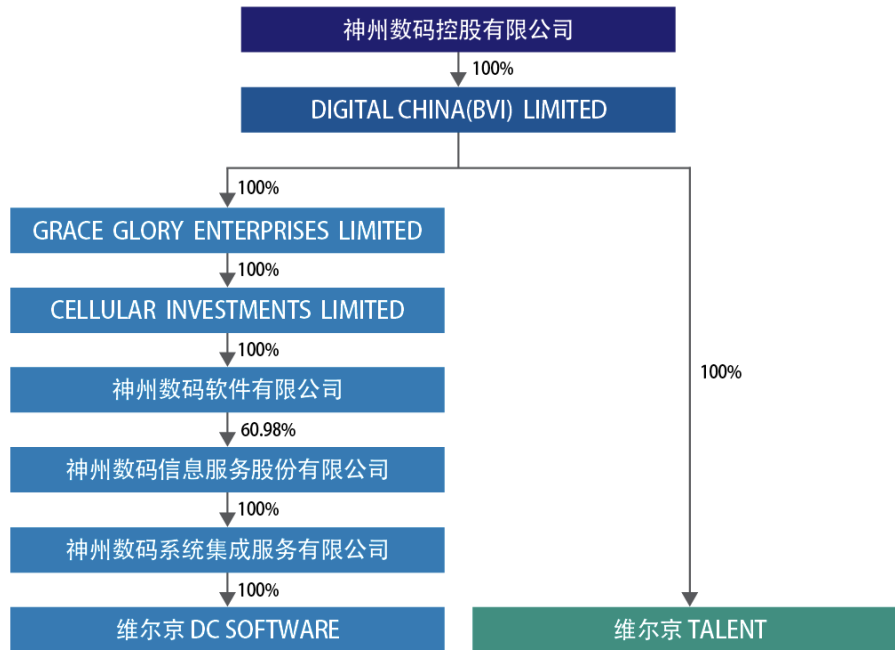 神州数码控股有限公司
100%
DIGITAL CHINA(BVI) LIMITED
100%
GRACE GLORY ENTERPRISES LIMITED
100%
CELLULAR INVESTMENTS LIMITED
100%
100%
神州数码软件有限公司
60.98%
神州数码信息服务股份有限公司
100%
神州数码系统集成服务有限公司
100%
维尔京 DC SOFTWARE
维尔京 TALENT